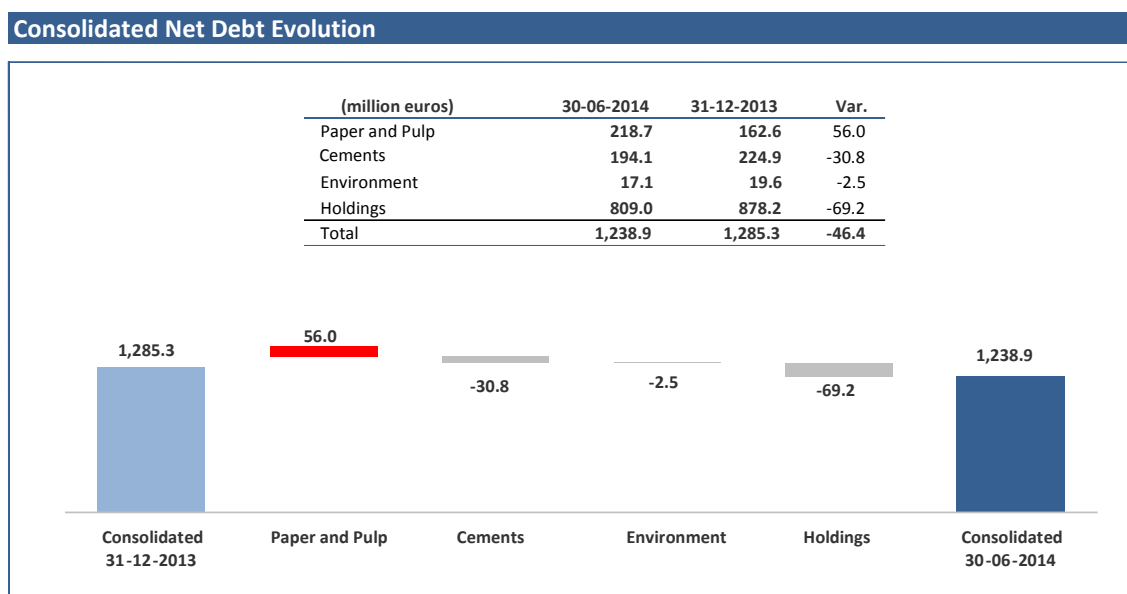 Consolidated Net Debt Evolution
(million euros) 30-06-2014 31-12-2013 Var.
Paper and Pulp 218.7 162.6 56.0
Cements 194.1 224.9 -30.8
Environment 17.1 19.6 -2.5
Holdings 809.0 878.2 -69.2
Total 1,238.9 1,285.3 -46.4
1,285.3 56.0 -30.8 -2.5 -69.2 1,238.9
Consolidated Paper and Pulp Cements Environment Holdings Consolidated
31-12-2013 30-06-2014